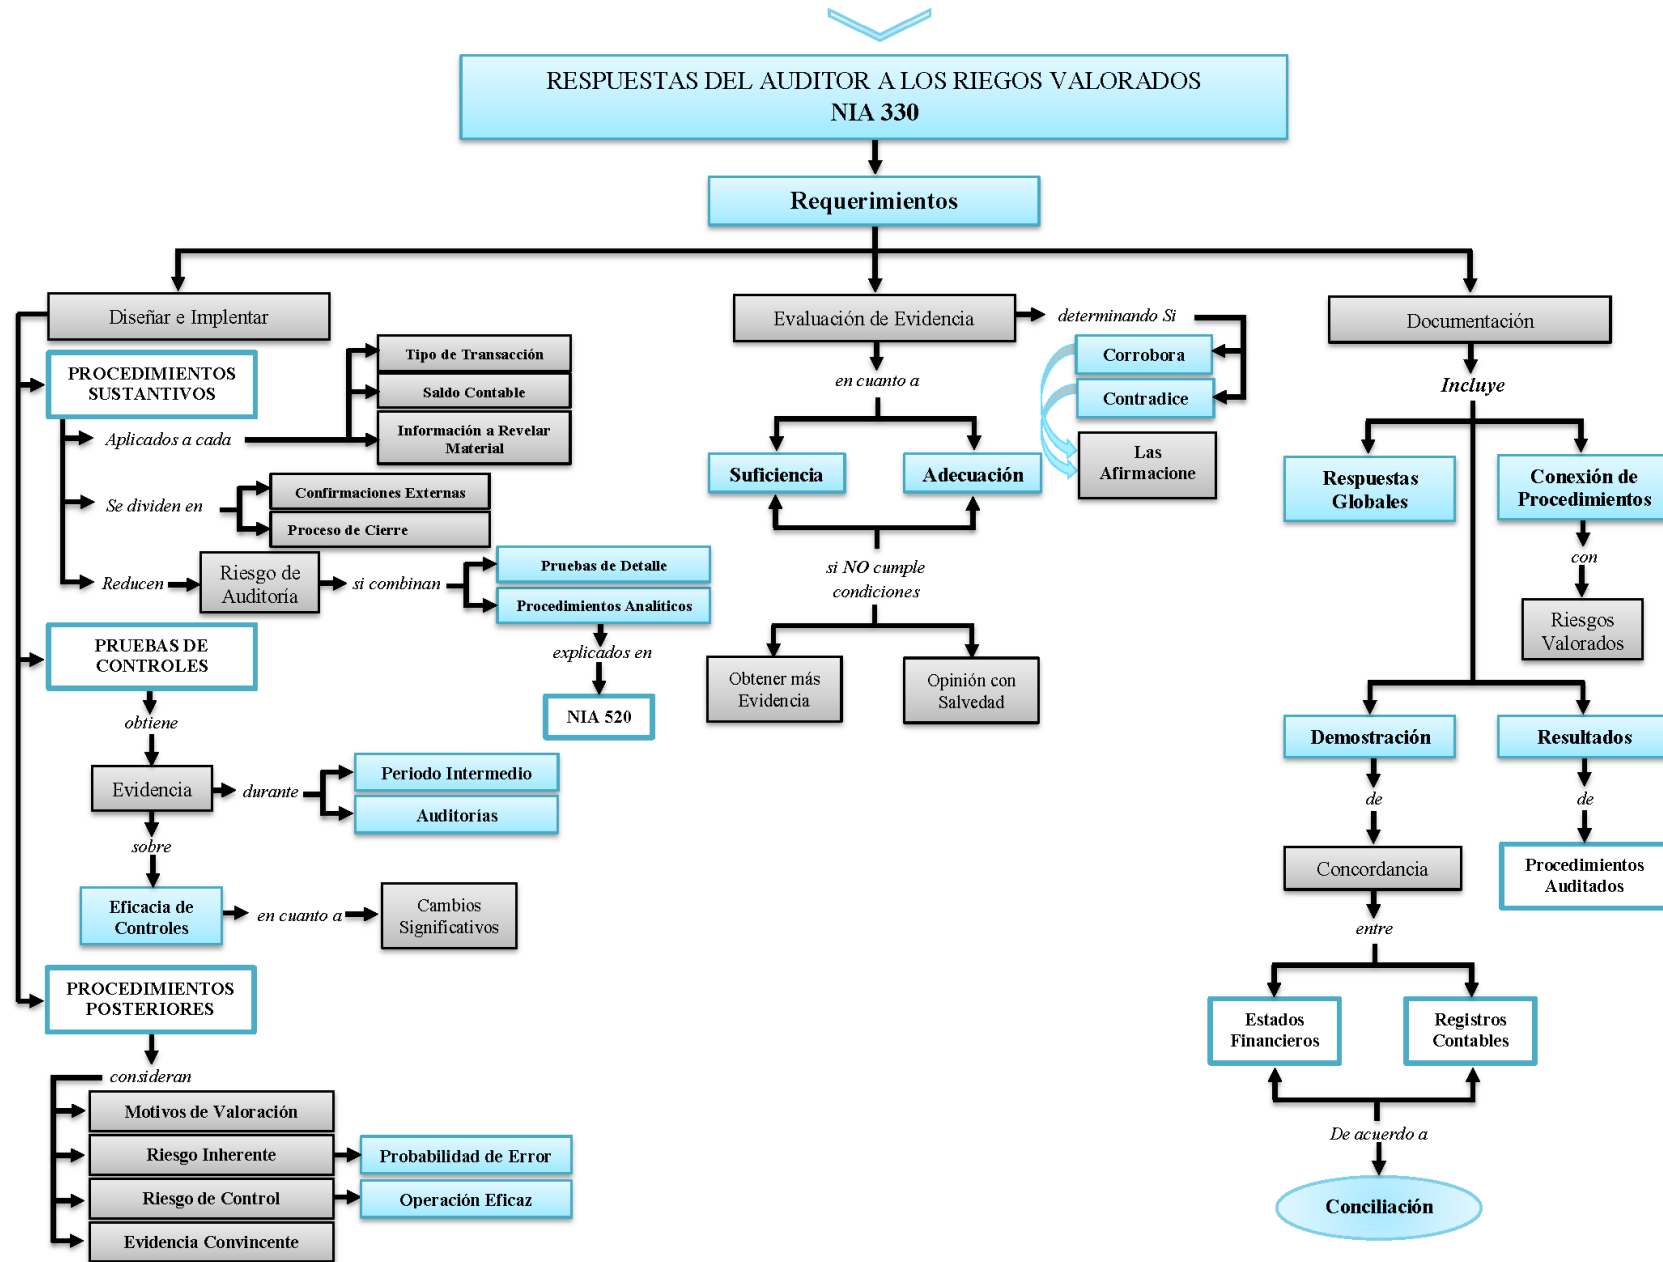 RESPUESTAS DEL AUDITOR A LOS RIEGOS VALORADOS
NIA 330
Requerimientos
Diseñar e Implentar
PROCEDIMIENTOS
SUSTANTIVOS
Aplicados a cada
Tipo de Transacción
Saldo Contable
Información a Revelar
Material
Se dividen en
Confirmaciones Externas
Proceso de Cierre
Reducen
Riesgo de
Auditoría
si combinan
Pruebas de Detalle
Procedimientos Analíticos
explicados en
NIA 520
PRUEBAS DE
CONTROLES
obtiene
Evidencia
durante
Periodo Intermedio
Auditorías
sobre
Eficacia de
Controles
en cuanto a
Cambios
Significativos
PROCEDIMIENTOS
POSTERIORES
consideran
Motivos de Valoración
Riesgo Inherente
Probabilidad de Error
Riesgo de Control
Operación Eficaz
Evidencia Convincente
Evaluación de Evidencia
determinando Si
Corrobora
Contradice
Las
Afirmacione
en cuanto a
Suficiencia
Adecuación
si NO cumple
condiciones
Obtener más
Evidencia
Opinión con
Salvedad
Documentación
Incluye
Respuestas
Globales
Conexión de
Procedimientos
con
Riesgos
Valorados
Demostración
de
Concordancia
entre
Estados
Financieros
Registros
Contables
De acuerdo a
Conciliación
Resultados
de
Procedimientos
Auditados